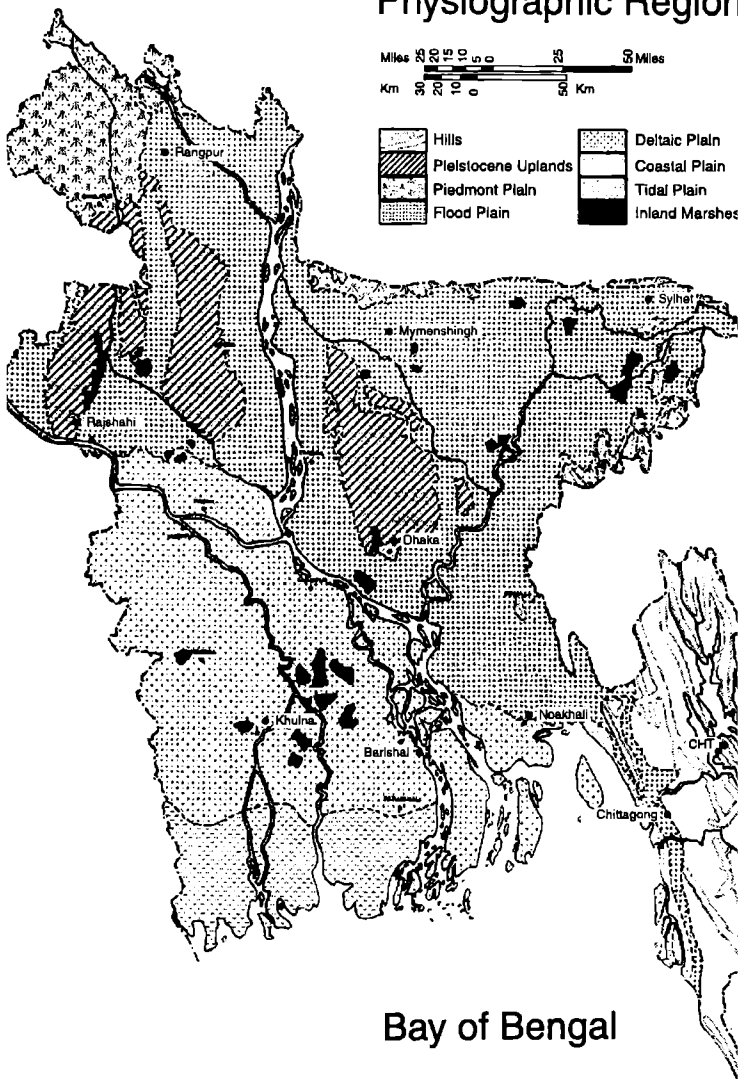 Physiographic Region
Miles 25 20 15 10 5 0 25 50 Miles
Km 30 20 10 0 50 Km
Hills
Pleistocene Uplands
Piedmont Plain
Flood Plain
Deltaic Plain
Coastal Plain
Tidal Plain
Inland Marshes
Rangpur
Sylhet
Mymenshingh
Rajshahi
Dhaka
Noakhali
Khulna
Barishal
CHT
Chittagong
Bay of Bengal